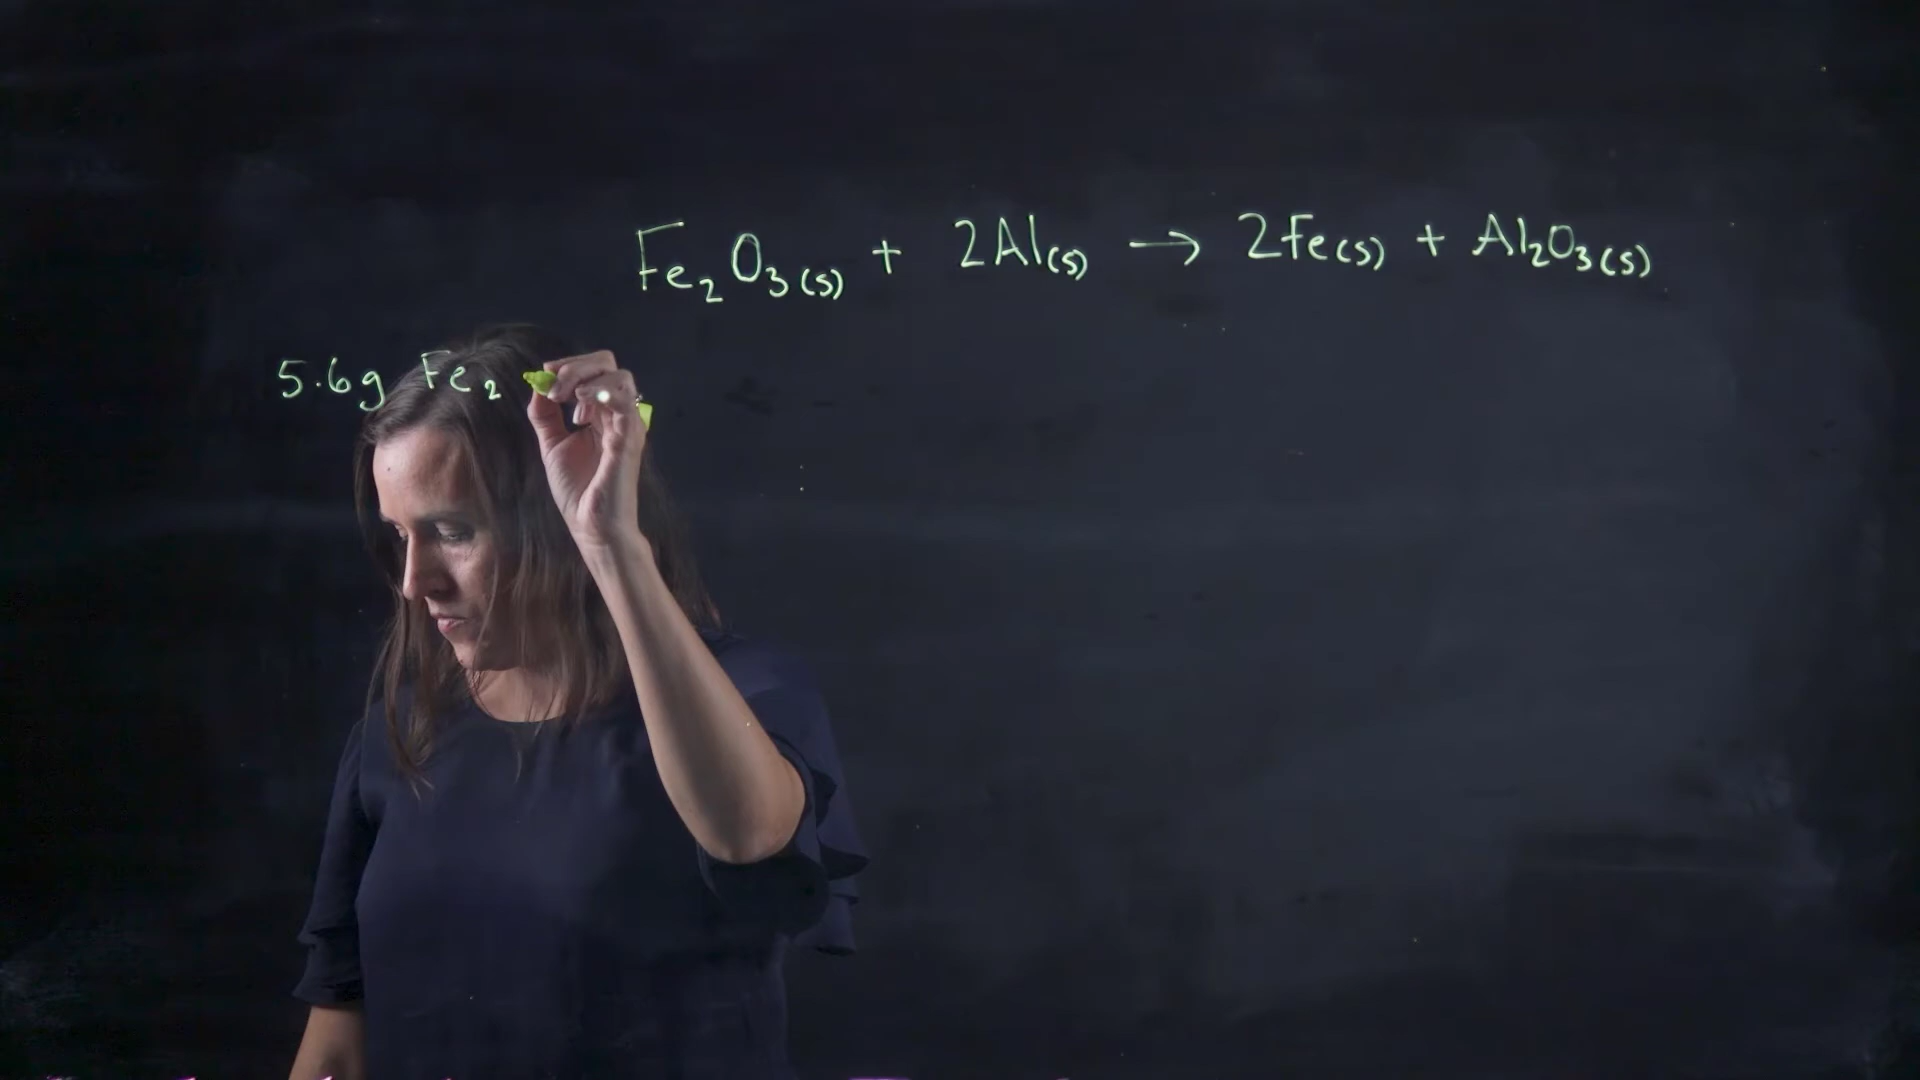 Fe₂O₃(s) + 2Al(s) → 2Fe(s) + Al₂O₃(s)
5.6g Fe₂